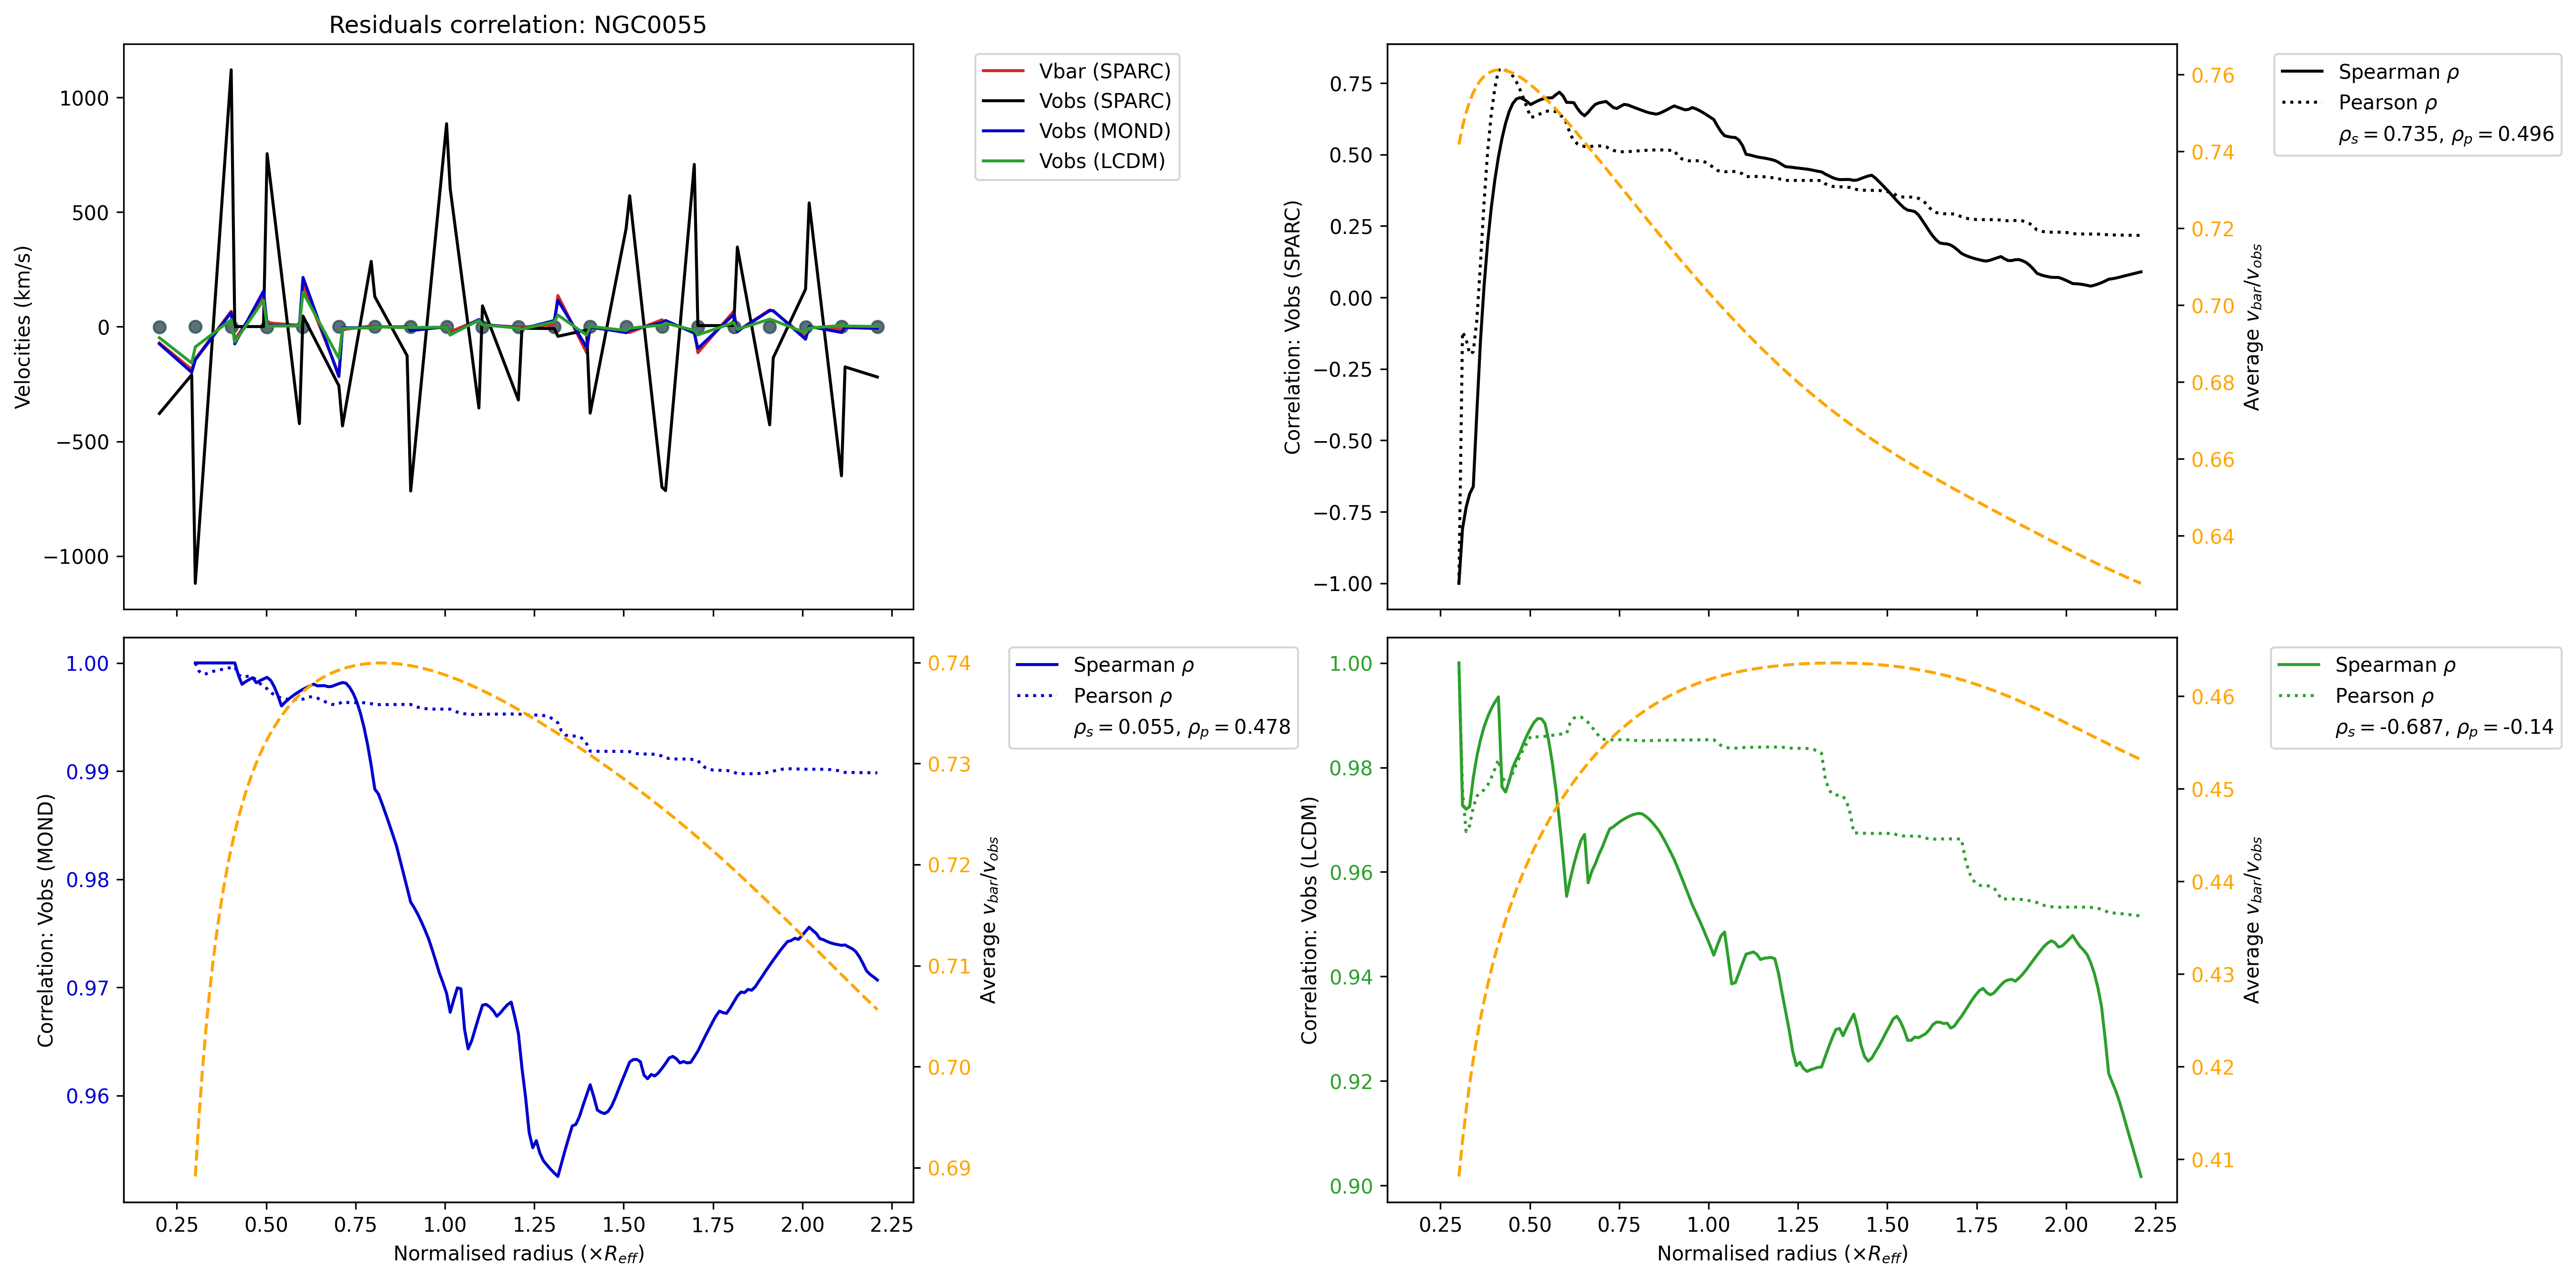 Residuals correlation: NGC0055
Velocities (km/s)
1000
500
0
−500
−1000
Vbar (SPARC)
Vobs (SPARC)
Vobs (MOND)
Vobs (LCDM)
Correlation: Vobs (SPARC)
0.75
0.50
0.25
0.00
−0.25
−0.50
−0.75
−1.00
0.76
0.74
0.72
0.70
0.68
0.66
0.64
Average v_bar/v_obs
Spearman ρ
Pearson ρ
ρ_s = 0.735, ρ_p = 0.496
Correlation: Vobs (MOND)
1.00
0.99
0.98
0.97
0.96
0.74
0.73
0.72
0.71
0.70
0.69
Average v_bar/v_obs
Spearman ρ
Pearson ρ
ρ_s = 0.055, ρ_p = 0.478
0.25 0.50 0.75 1.00 1.25 1.50 1.75 2.00 2.25
Normalised radius (×R_eff)
Correlation: Vobs (LCDM)
1.00
0.98
0.96
0.94
0.92
0.90
0.46
0.45
0.44
0.43
0.42
0.41
Average v_bar/v_obs
Spearman ρ
Pearson ρ
ρ_s = -0.687, ρ_p = -0.14
0.25 0.50 0.75 1.00 1.25 1.50 1.75 2.00 2.25
Normalised radius (×R_eff)